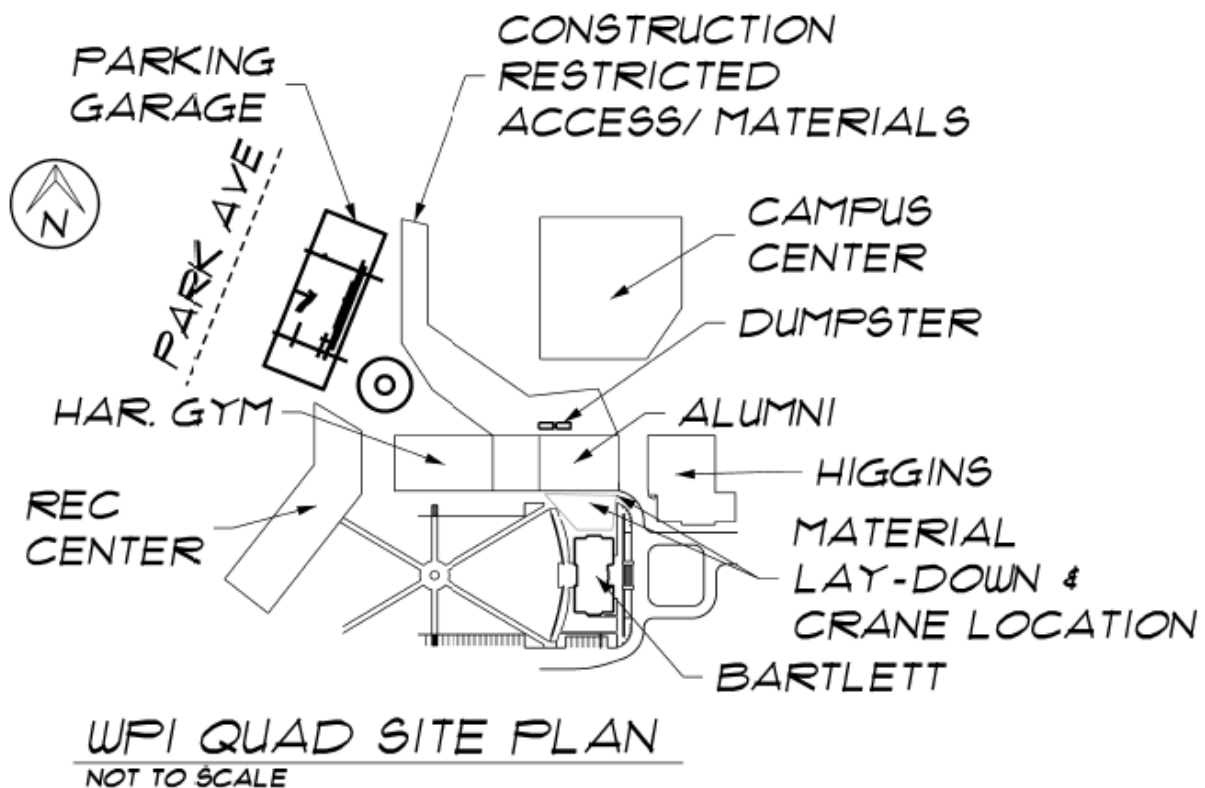 CONSTRUCTION
RESTRICTED
ACCESS/ MATERIALS
PARKING
GARAGE
PARK AVE
N
CAMPUS
CENTER
DUMPSTER
HAR. GYM
ALUMNI
HIGGINS
REC
CENTER
MATERIAL
LAY-DOWN &
CRANE LOCATION
BARTLETT
WPI QUAD SITE PLAN
NOT TO SCALE